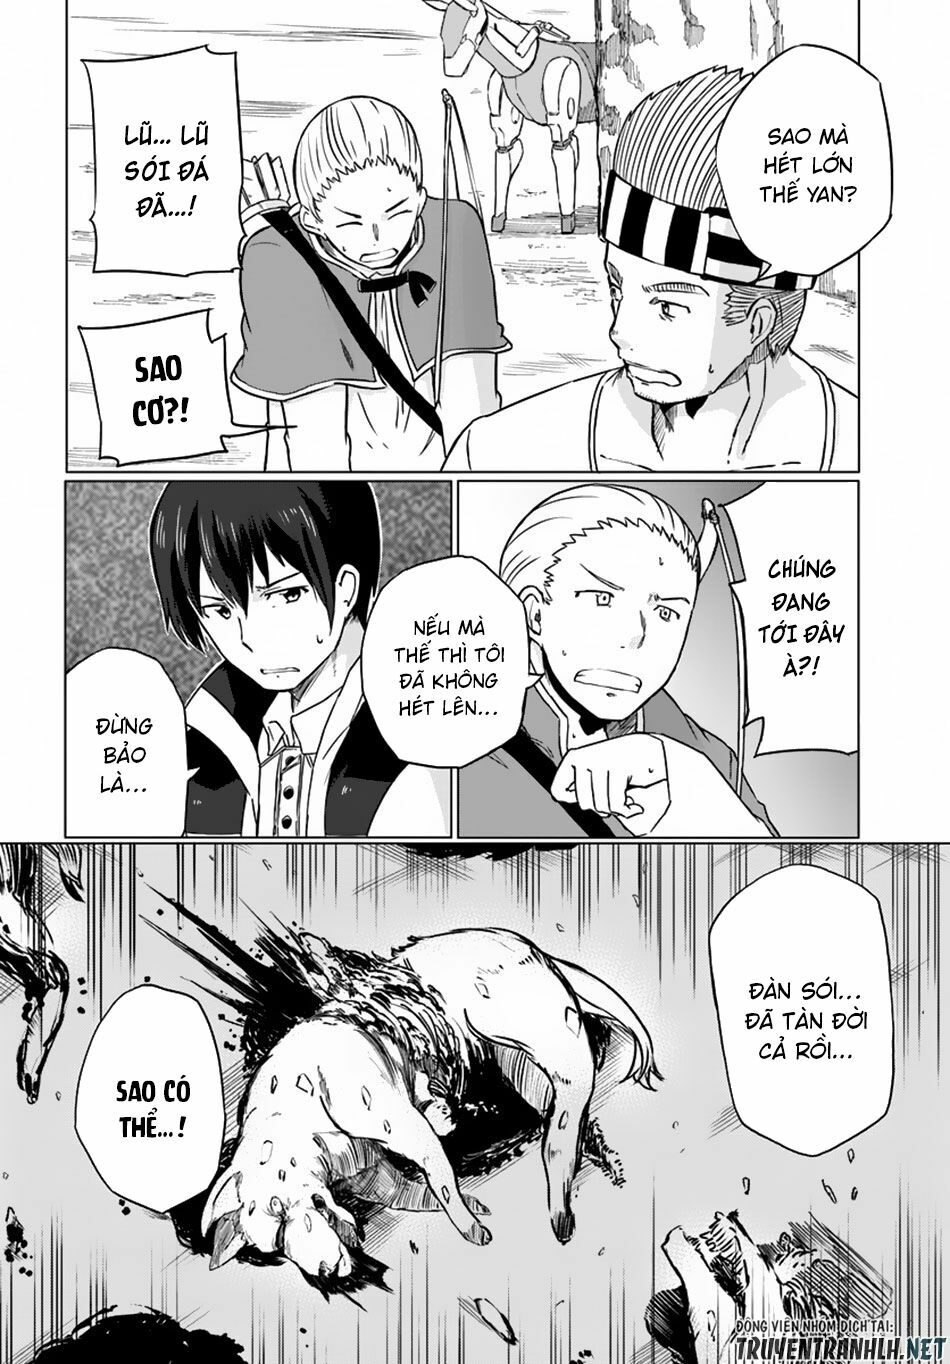 SAO MÀ
HÉT LỚN
THẾ YAN?
LŨ... LŨ
SÓI ĐÁ
ĐÃ...!
SAO
CƠ?!
CHÚNG
ĐANG
TỚI ĐÂY
À?!
NẾU MÀ
THẾ THÌ TÔI
ĐÃ KHÔNG
HÉT LÊN...
ĐỪNG
BẢO
LÀ...
ĐÀN SÓI...
ĐÃ TÀN ĐỜI
CẢ RỒI...
SAO CÓ
THỂ...!
ĐỘNG VIÊN NHÓM DỊCH TẠI:
TRUYENTRANHLH.NET